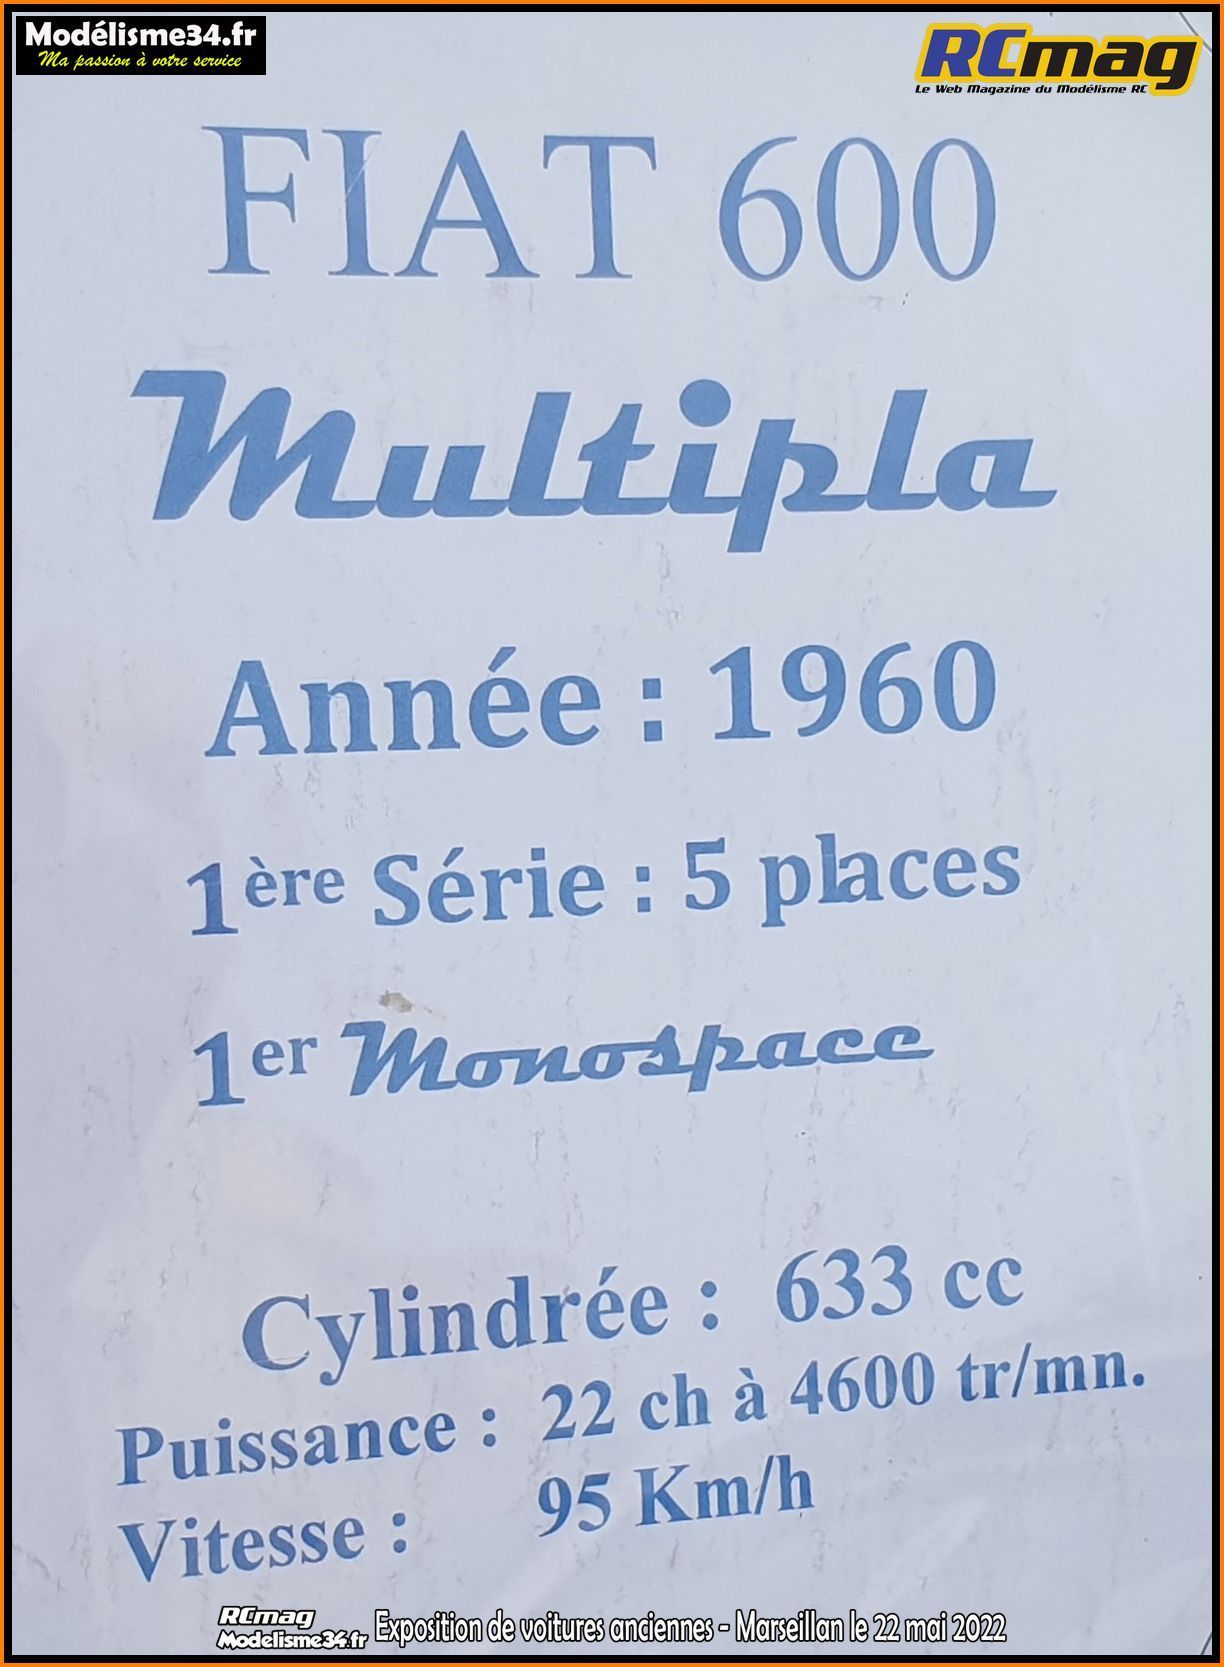 Modélisme34.fr
Ma passion à votre service
RCmag
Le Web Magazine du Modélisme RC
FIAT 600
Multipla
Année : 1960
1ère Série : 5 places
1er Monospace
Cylindrée : 633 cc
Puissance : 22 ch à 4600 tr/mn.
Vitesse : 95 Km/h
RCmag
Modelisme34.fr
Exposition de voitures anciennes - Marseillan le 22 mai 2022